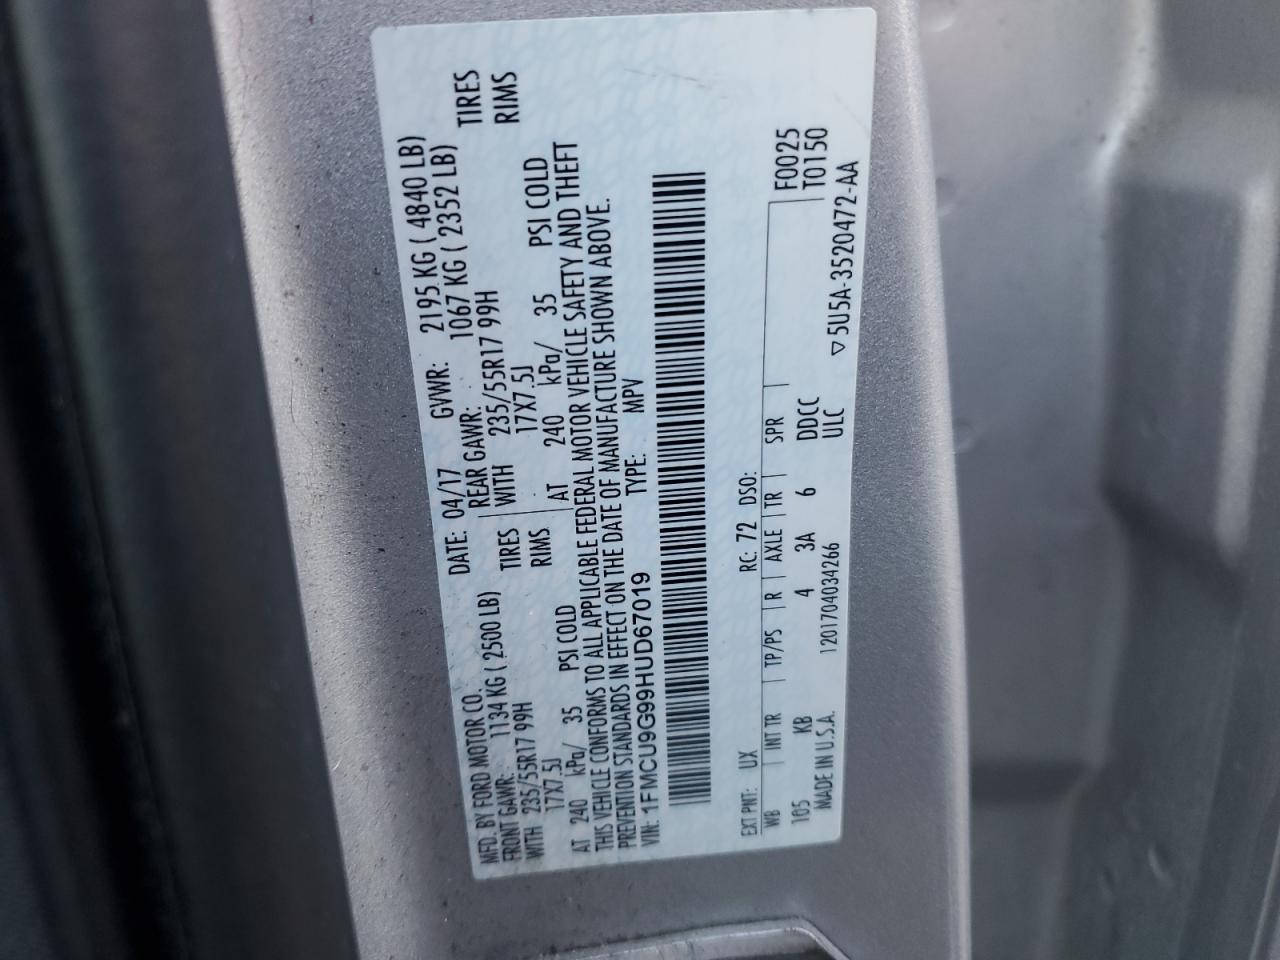 MFD. BY FORD MOTOR CO.
DATE: 04/17 GVWR: 2195 KG ( 4840 LB)
FRONT GAWR: 1134 KG ( 2500 LB) REAR GAWR: 1067 KG ( 2352 LB)
WITH 235/55R17 99H TIRES WITH 235/55R17 99H TIRES
17X7.5J RIMS 17X7.5J RIMS
AT 240 kPa/ 35 PSI COLD AT 240 kPa/ 35 PSI COLD
THIS VEHICLE CONFORMS TO ALL APPLICABLE FEDERAL MOTOR VEHICLE SAFETY AND THEFT
PREVENTION STANDARDS IN EFFECT ON THE DATE OF MANUFACTURE SHOWN ABOVE.
VIN: 1FMCU9G99HUD67019 TYPE: MPV
EXT PNT: UX RC: 72 DSO:
WB INT TR TP/PS R AXLE TR SPR F0025
105 KB 4 3A 6 DDCC T0150
MADE IN U.S.A. 1201704034266 ULC ▽5U5A-3520472-AA